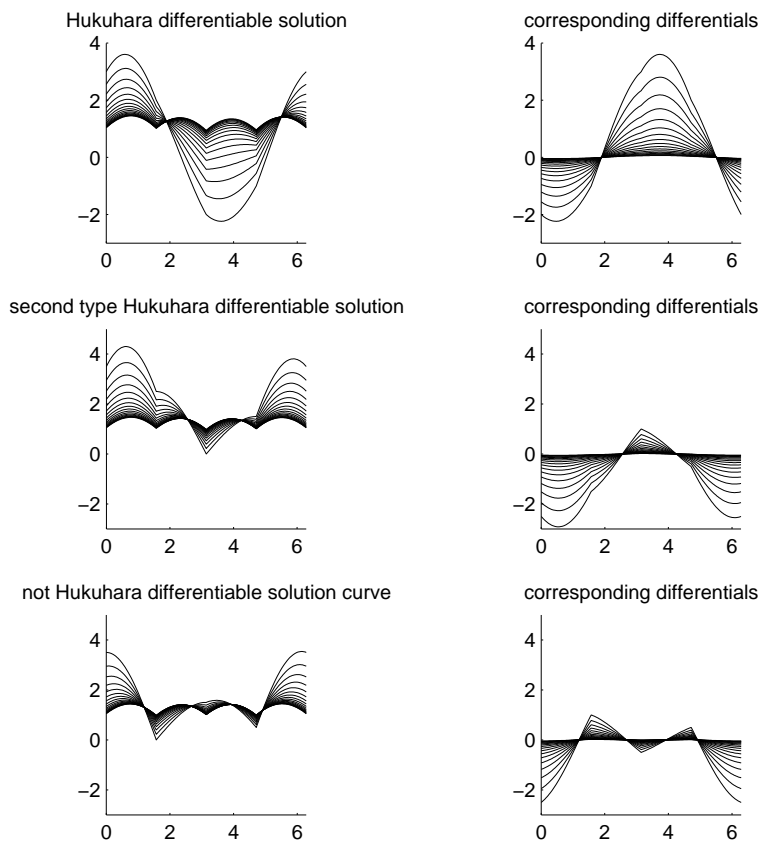 Hukuhara differentiable solution
4
2
0
−2
0 2 4 6
corresponding differentials
4
2
0
−2
0 2 4 6
second type Hukuhara differentiable solution
4
2
0
−2
0 2 4 6
corresponding differentials
4
2
0
−2
0 2 4 6
not Hukuhara differentiable solution curve
4
2
0
−2
0 2 4 6
corresponding differentials
4
2
0
−2
0 2 4 6